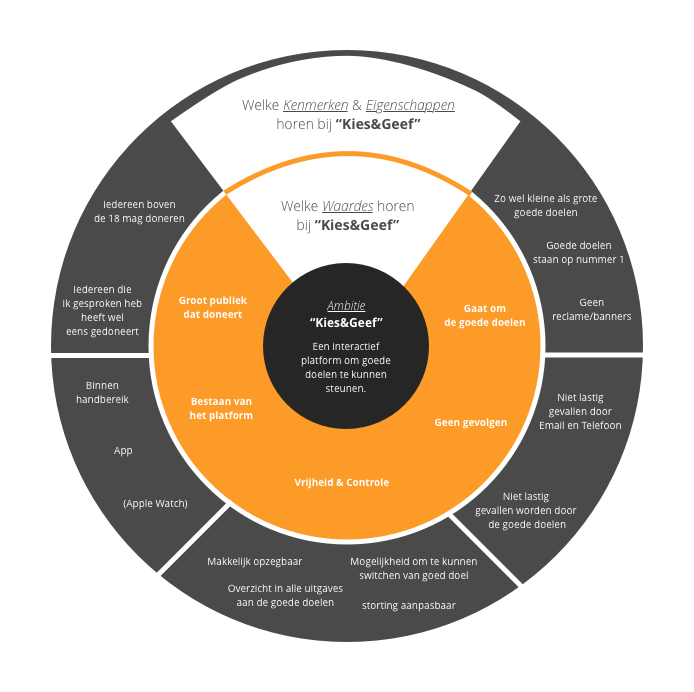 Welke Kenmerken & Eigenschappen
horen bij “Kies&Geef”
Welke Waardes horen
bij “Kies&Geef”
Ambitie
“Kies&Geef”
Een interactief
platform om goede
doelen te kunnen
steunen.
Groot publiek
dat doneert
Gaat om
de goede doelen
Bestaan van
het platform
Geen gevolgen
Vrijheid & Controle
iedereen boven
de 18 mag doneren
Iedereen die
ik gesproken heb
heeft wel
eens gedoneert
Binnen
handbereik
App
(Apple Watch)
Makkelijk opzegbaar
Overzicht in alle uitgaves
aan de goede doelen
Mogelijkheid om te kunnen
switchen van goed doel
storting aanpasbaar
Zo wel kleine als grote
goede doelen
Goede doelen
staan op nummer 1
Geen
reclame/banners
Niet lastig
gevallen door
Email en Telefoon
Niet lastig
gevallen worden door
de goede doelen